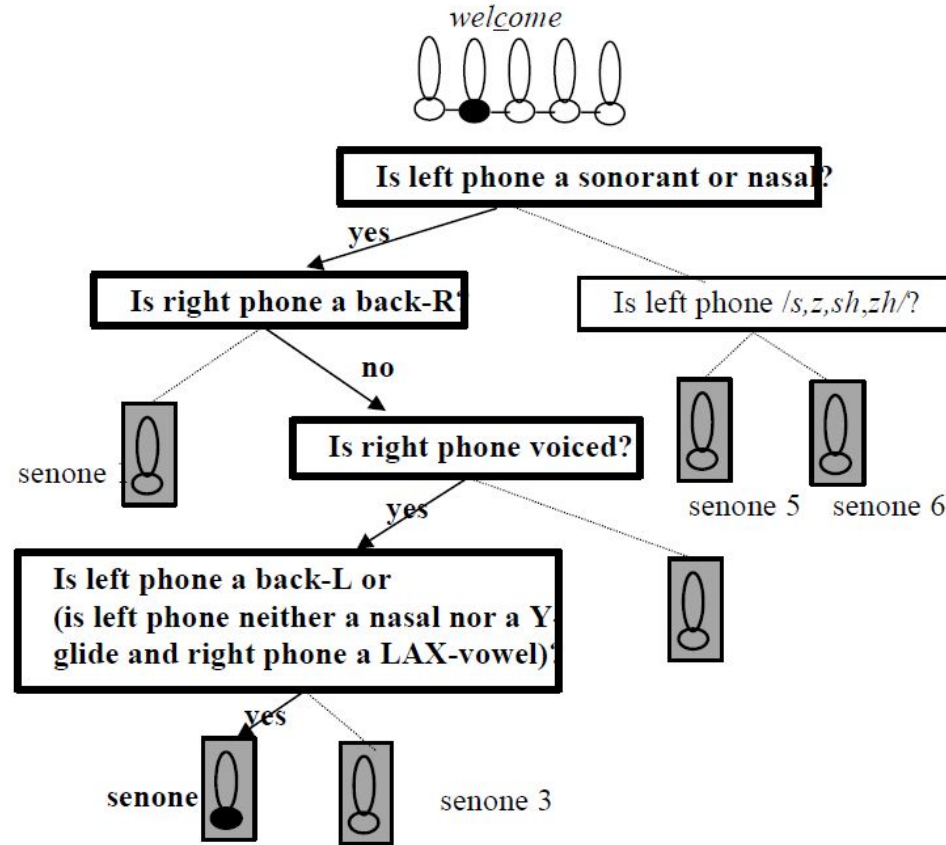 welcome
Is left phone a sonorant or nasal?
yes
Is right phone a back-R?
Is left phone /s,z,sh,zh/?
no
senone 1
Is right phone voiced?
senone 5
senone 6
yes
Is left phone a back-L or
(is left phone neither a nasal nor a Y-
glide and right phone a LAX-vowel)?
yes
senone
senone 3